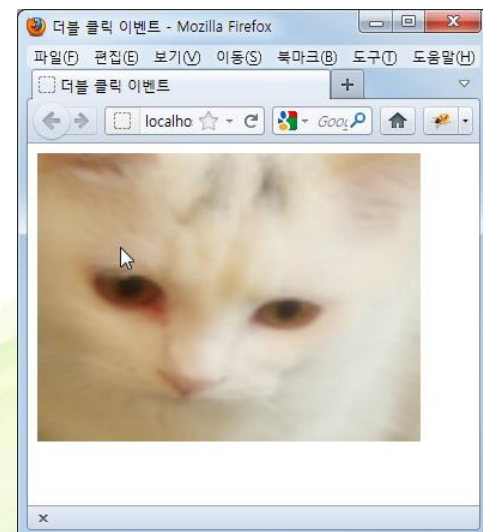 더블 클릭 이벤트 - Mozilla Firefox
파일(F) 편집(E) 보기(V) 이동(S) 북마크(B) 도구(T) 도움말(H)
더블 클릭 이벤트
localho